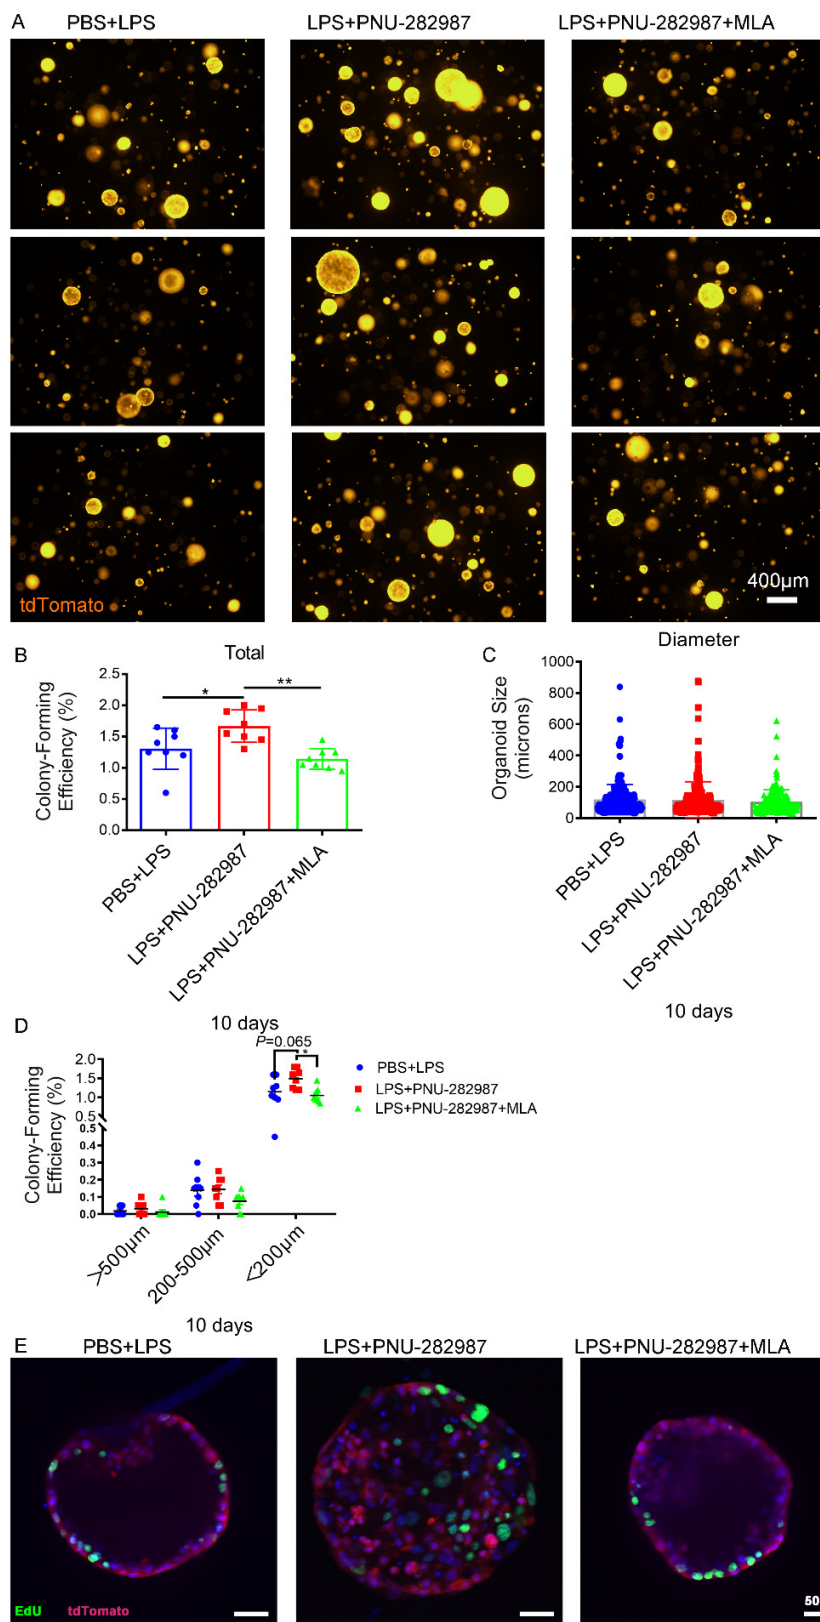 A
PBS+LPS
LPS+PNU-282987
LPS+PNU-282987+MLA
tdTomato
400μm
B
Total
Colony-Forming
Efficiency (%)
2.5
2.0
1.5
1.0
0.5
0.0
*
**
PBS+LPS
LPS+PNU-282987
LPS+PNU-282987+MLA
10 days
C
Diameter
Organoid Size
(microns)
1000
800
600
400
200
0
PBS+LPS
LPS+PNU-282987
LPS+PNU-282987+MLA
10 days
D
Colony-Forming
Efficiency (%)
2.0
1.5
1.0
0.5
0.5
0.4
0.3
0.2
0.1
0.0
P=0.065
*
PBS+LPS
LPS+PNU-282987
LPS+PNU-282987+MLA
>500μm
200-500μm
<200μm
10 days
E
PBS+LPS
LPS+PNU-282987
LPS+PNU-282987+MLA
EdU
tdTomato
50